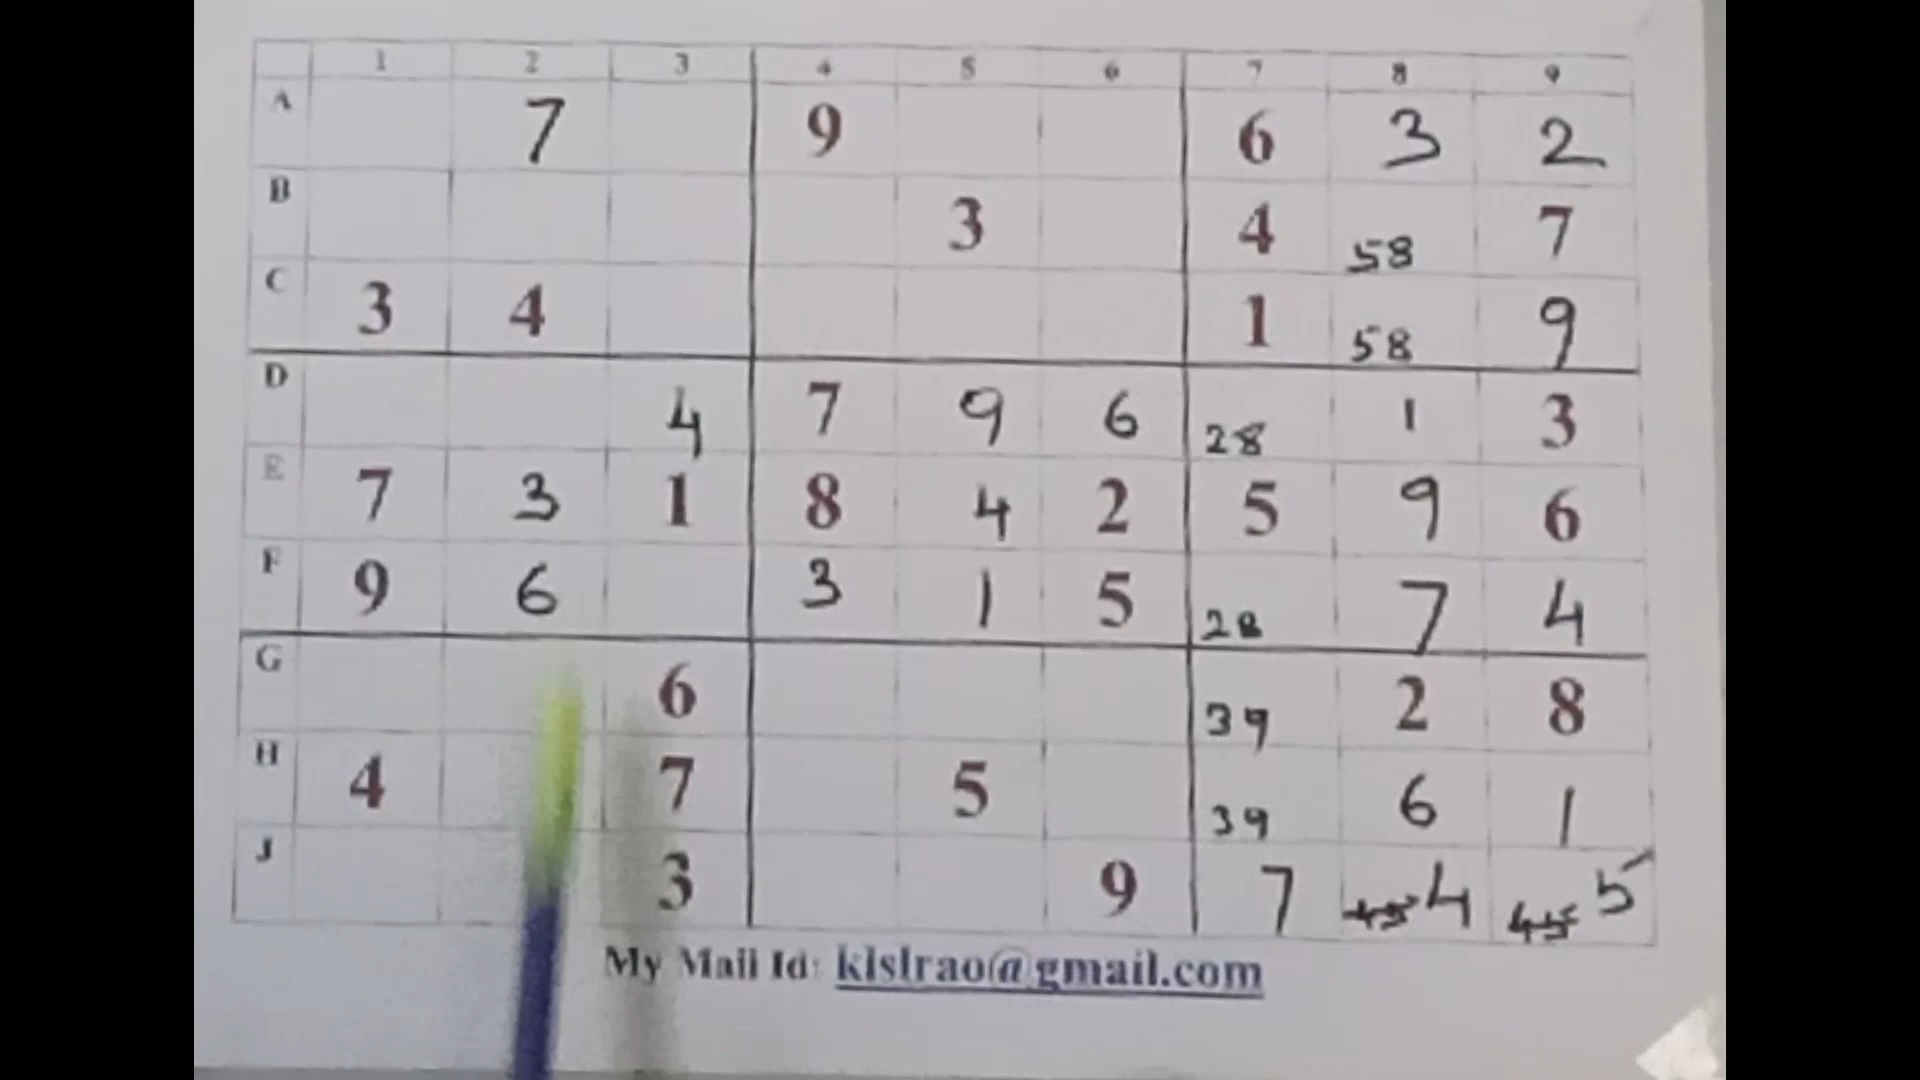 1 2 3 4 5 6 7 8 9
A 7 9 6 3 2
B 3 4 58 7
C 3 4 1 58 9
D 4 7 9 6 28 1 3
E 7 3 1 8 4 2 5 9 6
F 9 6 3 1 5 28 7 4
G 6 39 2 8
H 4 7 5 39 6 1
J 3 9 7 45 4 45 5
My Mail Id: klslrao@gmail.com